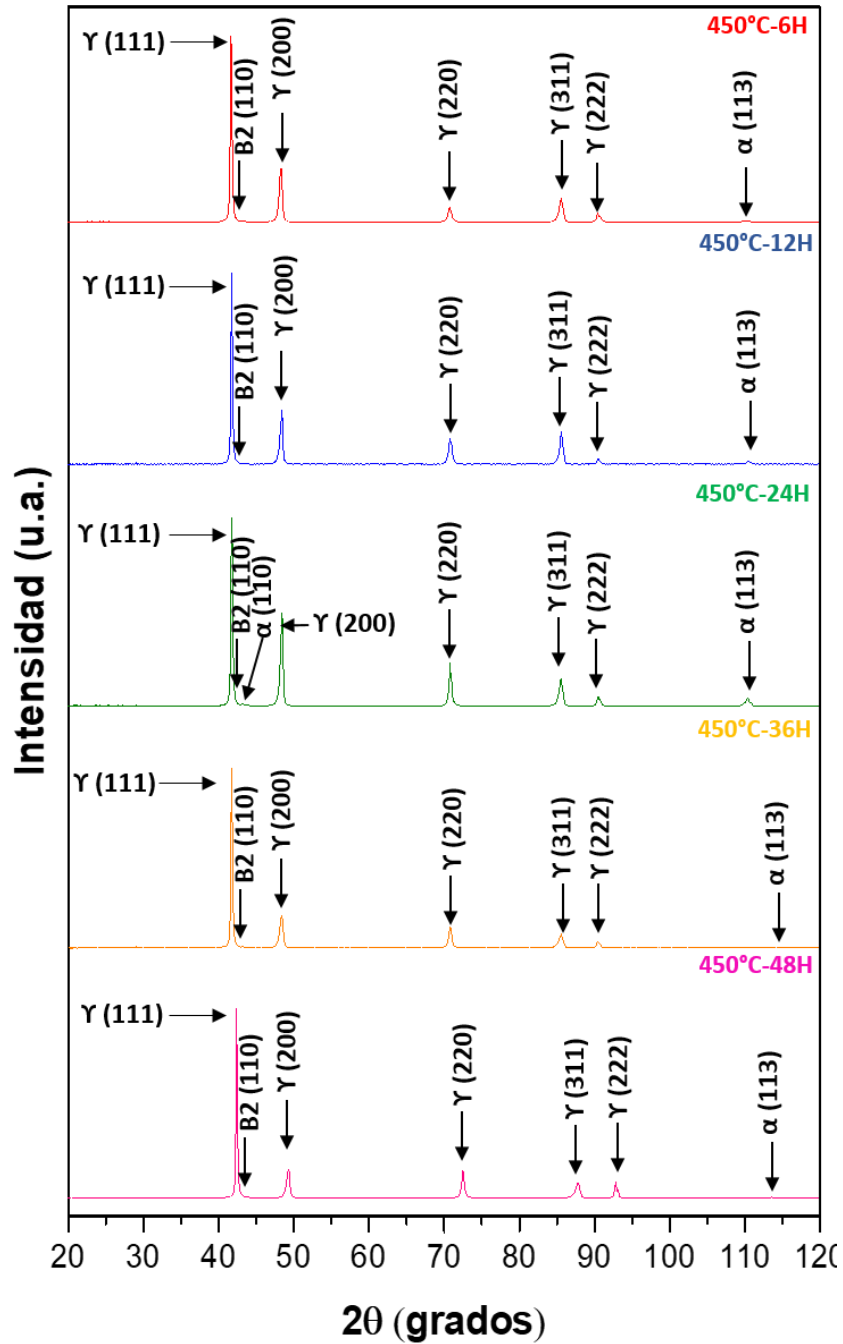 450°C-6H
ϒ (111)
B2 (110)
ϒ (200)
ϒ (220)
ϒ (311)
ϒ (222)
α (113)
450°C-12H
ϒ (111)
B2 (110)
ϒ (200)
ϒ (220)
ϒ (311)
ϒ (222)
α (113)
450°C-24H
ϒ (111)
B2 (110)
α (110)
ϒ (200)
ϒ (220)
ϒ (311)
ϒ (222)
α (113)
450°C-36H
ϒ (111)
B2 (110)
ϒ (200)
ϒ (220)
ϒ (311)
ϒ (222)
α (113)
450°C-48H
ϒ (111)
B2 (110)
ϒ (200)
ϒ (220)
ϒ (311)
ϒ (222)
α (113)
Intensidad (u.a.)
20 30 40 50 60 70 80 90 100 110 120
2θ (grados)